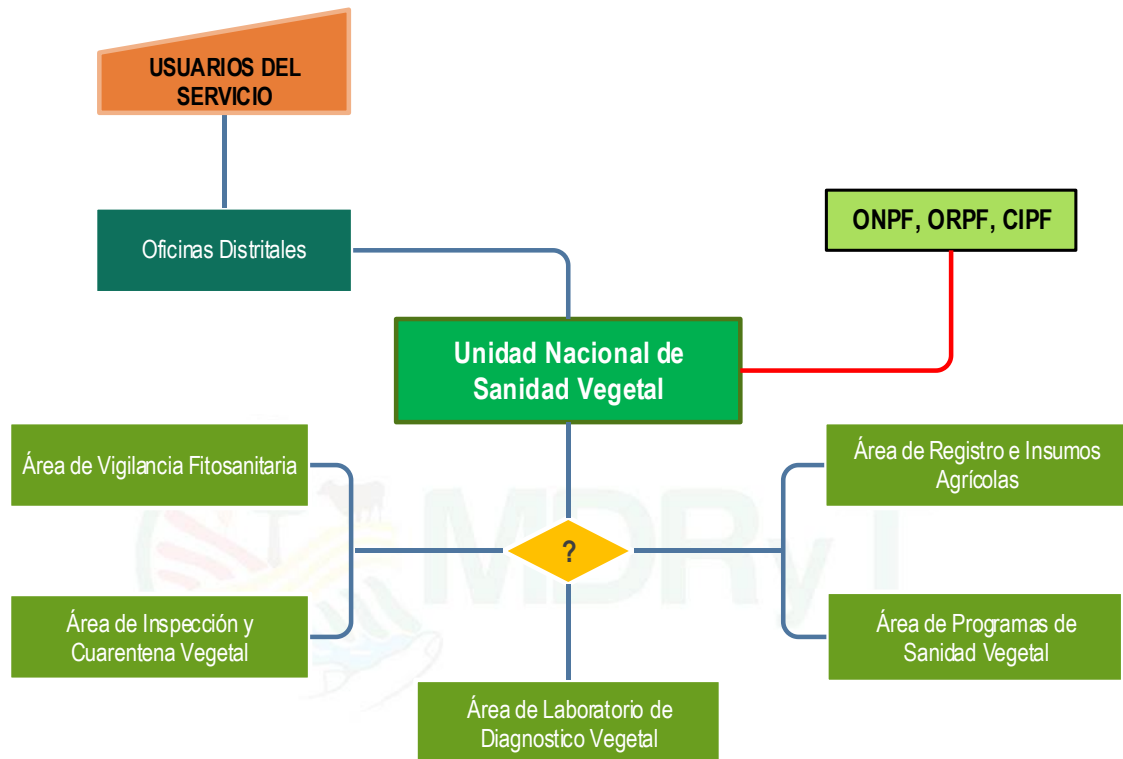 USUARIOS DEL
SERVICIO
Oficinas Distritales
ONPF, ORPF, CIPF
Unidad Nacional de
Sanidad Vegetal
Área de Vigilancia Fitosanitaria
Área de Registro e Insumos
Agrícolas
?
MDRyT
Área de Inspección y
Cuarentena Vegetal
Área de Programas de
Sanidad Vegetal
Área de Laboratorio de
Diagnostico Vegetal